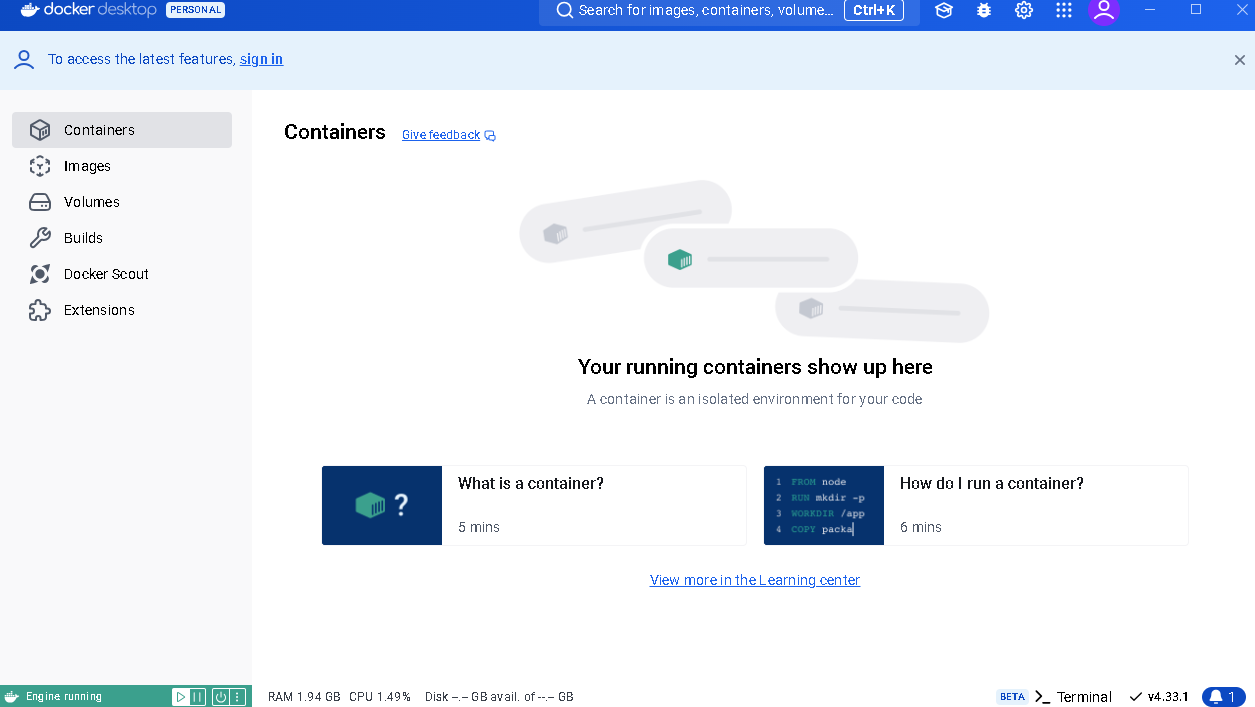 docker desktop PERSONAL
Search for images, containers, volume... Ctrl+K
To access the latest features, sign in
Containers
Images
Volumes
Builds
Docker Scout
Extensions
Containers Give feedback
Your running containers show up here
A container is an isolated environment for your code
?
What is a container?
5 mins
1 FROM node
2 RUN mkdir -p
3 WORKDIR /app
4 COPY packa
How do I run a container?
6 mins
View more in the Learning center
Engine running
RAM 1.94 GB CPU 1.49% Disk --.-- GB avail. of --.-- GB
BETA >_ Terminal v4.33.1 1